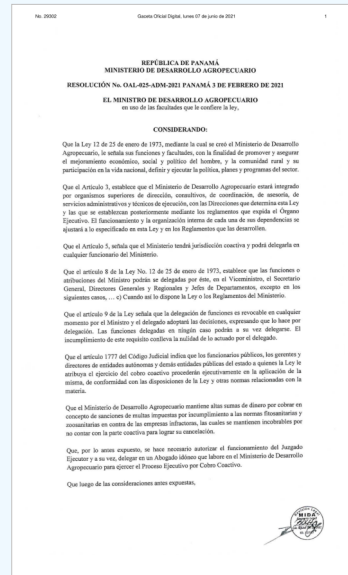 No. 29302 Gaceta Oficial Digital, lunes 07 de junio de 2021 1
REPÚBLICA DE PANAMÁ
MINISTERIO DE DESARROLLO AGROPECUARIO
RESOLUCIÓN No. OAL-025-ADM-2021 PANAMÁ 3 DE FEBRERO DE 2021
EL MINISTRO DE DESARROLLO AGROPECUARIO
en uso de las facultades que le confiere la ley,
CONSIDERANDO:
Que la Ley 12 de 25 de enero de 1973, mediante la cual se creó el Ministerio de Desarrollo
Agropecuario, le señala sus funciones y facultades, con la finalidad de promover y asegurar
el mejoramiento económico, social y político del hombre, y la comunidad rural y su
participación en la vida nacional, definir y ejecutar la política, planes y programas del sector.
Que el Artículo 3, establece que el Ministerio de Desarrollo Agropecuario estará integrado
por organismos superiores de dirección, consultivos, de coordinación, de asesoría, de
servicios administrativos y técnicos de ejecución, con las Direcciones que determina esta Ley
y las que se establezcan posteriormente mediante los reglamentos que expida el Órgano
Ejecutivo. El funcionamiento y la organización interna de cada una de sus dependencias se
ajustará a lo especificado en esta Ley y en los Reglamentos que las desarrollen.
Que el Artículo 5, señala que el Ministerio tendrá jurisdicción coactiva y podrá delegarla en
cualquier funcionario del Ministerio.
Que el artículo 8 de la Ley No. 12 de 25 de enero de 1973, establece que las funciones o
atribuciones del Ministro podrán se delegadas por éste, en el Viceministro, el Secretario
General, Directores Generales y Regionales y Jefes de Departamentos, excepto en los
siguientes casos, ... c) Cuando así lo dispone la Ley o los Reglamentos del Ministerio.
Que el artículo 9 de la Ley señala que la delegación de funciones es revocable en cualquier
momento por el Ministro y el delegado adoptará las decisiones, expresando que lo hace por
delegación. Las funciones delegadas en ningún caso podrán a su vez delegarse. El
incumplimiento de este requisito conlleva la nulidad de lo actuado por el delegado.
Que el artículo 1777 del Código Judicial indica que los funcionarios públicos, los gerentes y
directores de entidades autónomas y demás entidades públicas del estado a quienes la Ley le
atribuya el ejercicio del cobro coactivo procederán ejecutivamente en la aplicación de la
misma, de conformidad con las disposiciones de la Ley y otras normas relacionadas con la
materia.
Que el Ministerio de Desarrollo Agropecuario mantiene altas sumas de dinero por cobrar en
concepto de sanciones de multas impuestas por incumplimiento a las normas fitosanitarias y
zoosanitarias en contra de las empresas infractoras, las cuales se mantienen incobrables por
no contar con la parte coactiva para lograr su cancelación.
Que, por lo antes expuesto, se hace necesario autorizar el funcionamiento del Juzgado
Ejecutor y a su vez, delegar en un Abogado idóneo que labore en el Ministerio de Desarrollo
Agropecuario para ejercer el Proceso Ejecutivo por Cobro Coactivo.
Que luego de las consideraciones antes expuestas,
MIDA